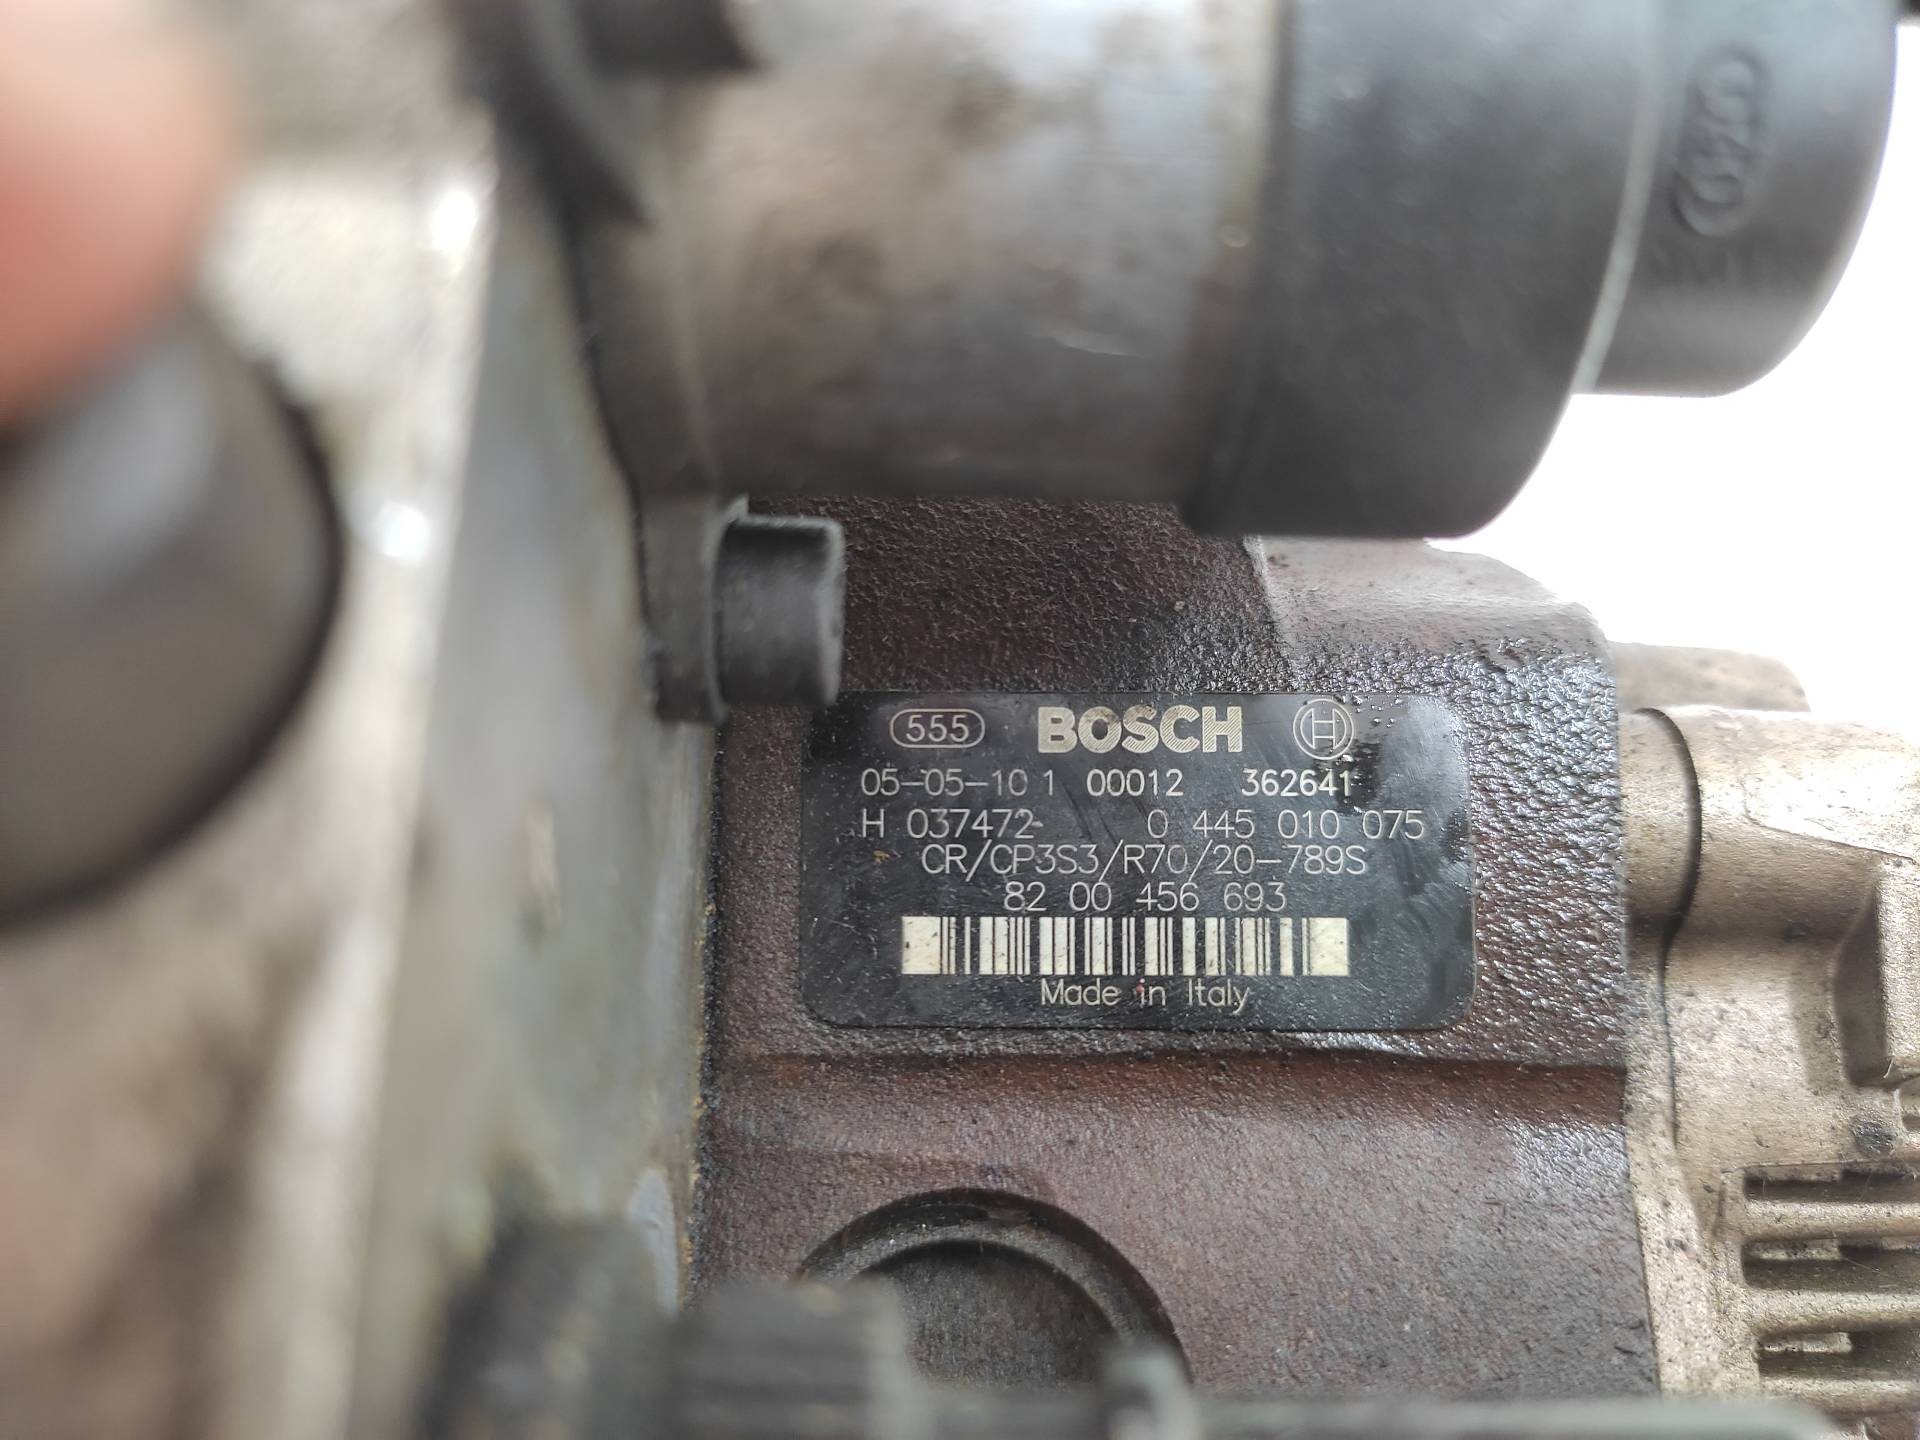 555 BOSCH H
05-05-10 1 00012 362641
H 037472 0 445 010 075
CR/CP3S3/R70/20-789S
82 00 456 693
Made in Italy